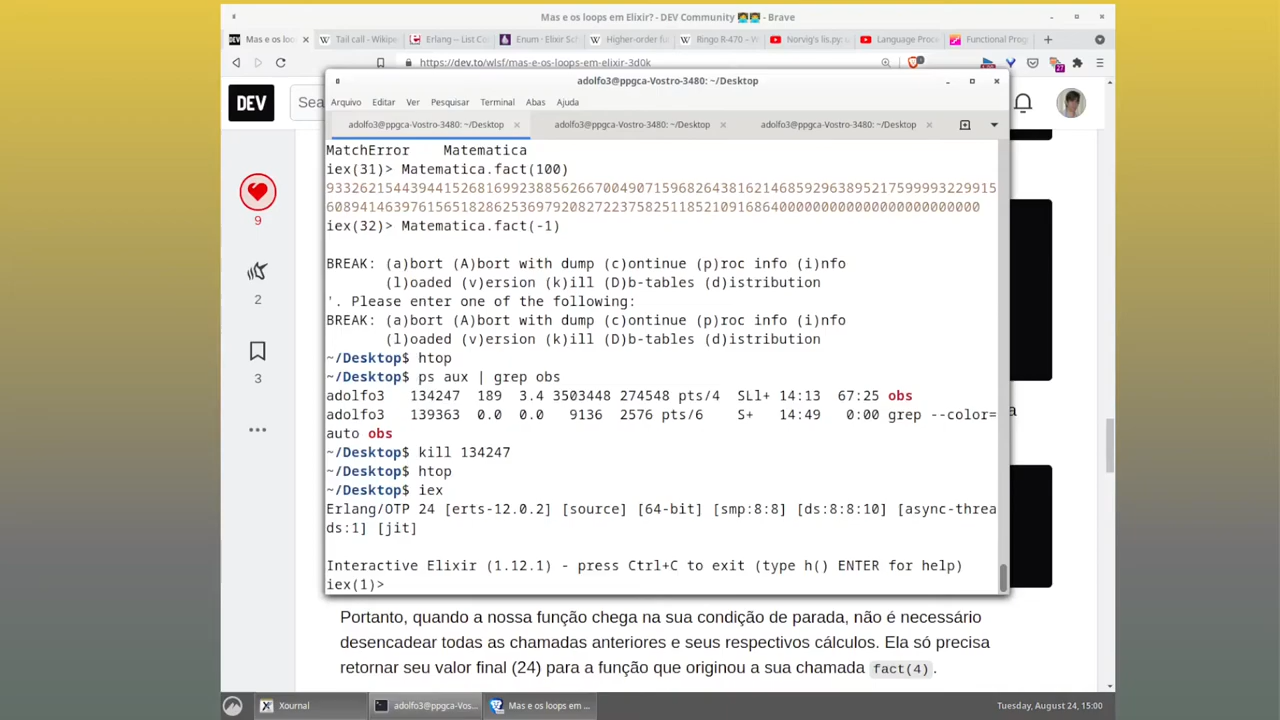 Mas e os loops em Elixir? - DEV Community - Brave
Mas e os loo
Tail call - Wikipe
Erlang -- List Co
Enum · Elixir Sch
Higher-order fu
Ringo R-470 – W
Norvig's lis.py: u
Language Proce
Functional Prog
https://dev.to/wlsf/mas-e-os-loops-em-elixir-3d0k
DEV
Sea
adolfo3@ppgca-Vostro-3480: ~/Desktop
Arquivo Editar Ver Pesquisar Terminal Abas Ajuda
adolfo3@ppgca-Vostro-3480: ~/Desktop
adolfo3@ppgca-Vostro-3480: ~/Desktop
adolfo3@ppgca-Vostro-3480: ~/Desktop
MatchError Matematica
iex(31)> Matematica.fact(100)
93326215443944152681699238856266700490715968264381621468592963895217599993229915
608941463976156518286253697920827223758251185210916864000000000000000000000000
iex(32)> Matematica.fact(-1)
BREAK: (a)bort (A)bort with dump (c)ontinue (p)roc info (i)nfo
(l)oaded (v)ersion (k)ill (D)b-tables (d)istribution
'. Please enter one of the following:
BREAK: (a)bort (A)bort with dump (c)ontinue (p)roc info (i)nfo
(l)oaded (v)ersion (k)ill (D)b-tables (d)istribution
~/Desktop$ htop
~/Desktop$ ps aux | grep obs
adolfo3 134247 189 3.4 3503448 274548 pts/4 SLl+ 14:13 67:25 obs
adolfo3 139363 0.0 0.0 9136 2576 pts/6 S+ 14:49 0:00 grep --color=
auto obs
~/Desktop$ kill 134247
~/Desktop$ htop
~/Desktop$ iex
Erlang/OTP 24 [erts-12.0.2] [source] [64-bit] [smp:8:8] [ds:8:8:10] [async-threa
ds:1] [jit]
Interactive Elixir (1.12.1) - press Ctrl+C to exit (type h() ENTER for help)
iex(1)>
9
2
3
a
Portanto, quando a nossa função chega na sua condição de parada, não é necessário
desencadear todas as chamadas anteriores e seus respectivos cálculos. Ela só precisa
retornar seu valor final (24) para a função que originou a sua chamada fact(4).
Xournal
adolfo3@ppgca-Vos...
Mas e os loops em ...
Tuesday, August 24, 15:00